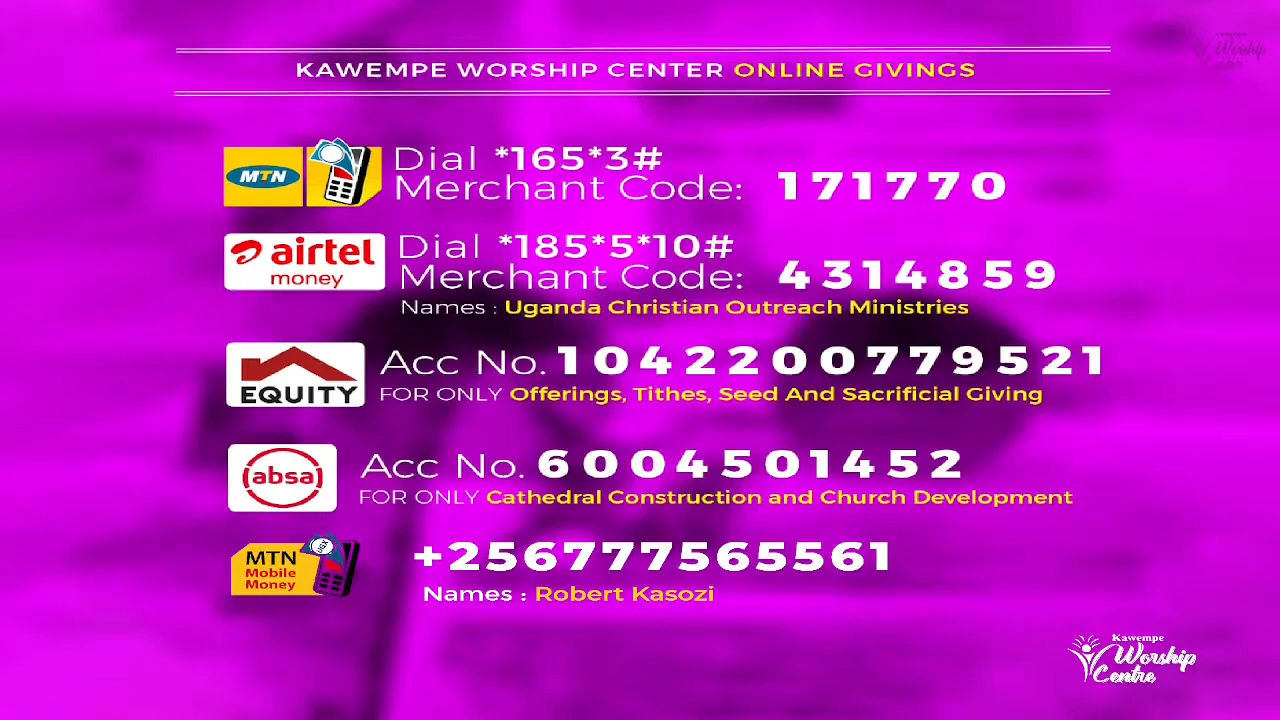 KAWEMPE WORSHIP CENTER ONLINE GIVINGS
Worship
MTN
Dial *165*3#
Merchant Code: 171770
airtel
money
Dial *185*5*10#
Merchant Code: 4314859
Names : Uganda Christian Outreach Ministries
EQUITY
Acc No. 1042200779521
FOR ONLY Offerings, Tithes, Seed And Sacrificial Giving
absa
Acc No. 6004501452
FOR ONLY Cathedral Construction and Church Development
MTN
Mobile
Money
+256777565561
Names : Robert Kasozi
Kawempe
Worship
Centre